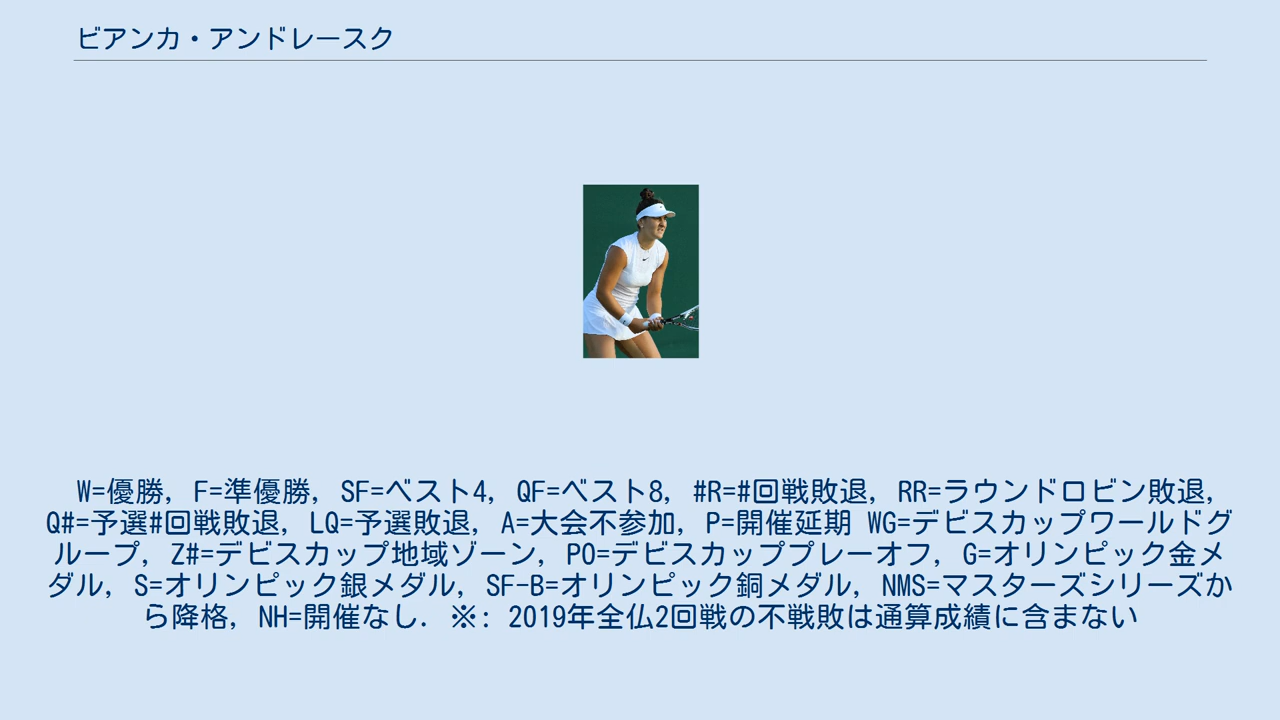 ビアンカ・アンドレースク
W=優勝, F=準優勝, SF=ベスト4, QF=ベスト8, #R=#回戦敗退, RR=ラウンドロビン敗退,
Q#=予選#回戦敗退, LQ=予選敗退, A=大会不参加, P=開催延期 WG=デビスカップワールドグ
ループ, Z#=デビスカップ地域ゾーン, PO=デビスカッププレーオフ, G=オリンピック金メ
ダル, S=オリンピック銀メダル, SF-B=オリンピック銅メダル, NMS=マスターズシリーズか
ら降格, NH=開催なし. ※: 2019年全仏2回戦の不戦敗は通算成績に含まない